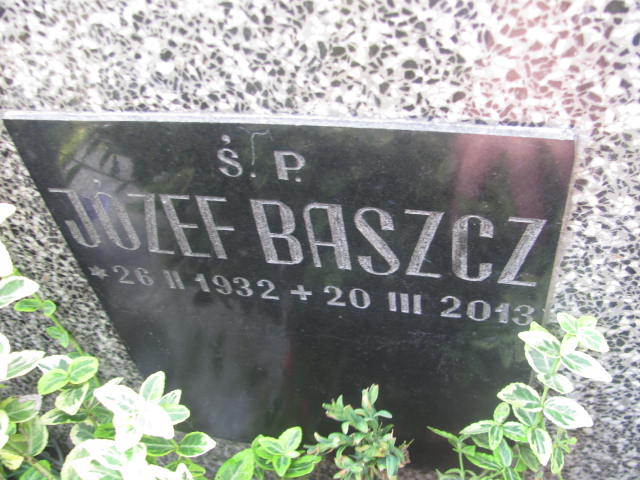 Ś. P.
JÓZEF BASZCZ
* 26 II 1932 + 20 III 2013